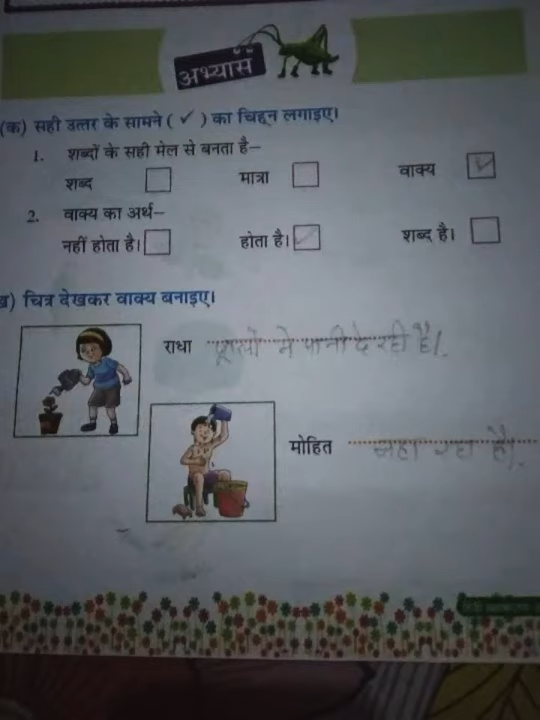 अभ्यास
(क) सही उत्तर के सामने ( ✓ ) का चिह्न लगाइए।
1. शब्दों के सही मेल से बनता है–
शब्द मात्रा वाक्य ✓
2. वाक्य का अर्थ–
नहीं होता है। होता है। ✓ शब्द है।
ख) चित्र देखकर वाक्य बनाइए।
राधा फूलों में पानी दे रही है।
मोहित नहा रहा है।